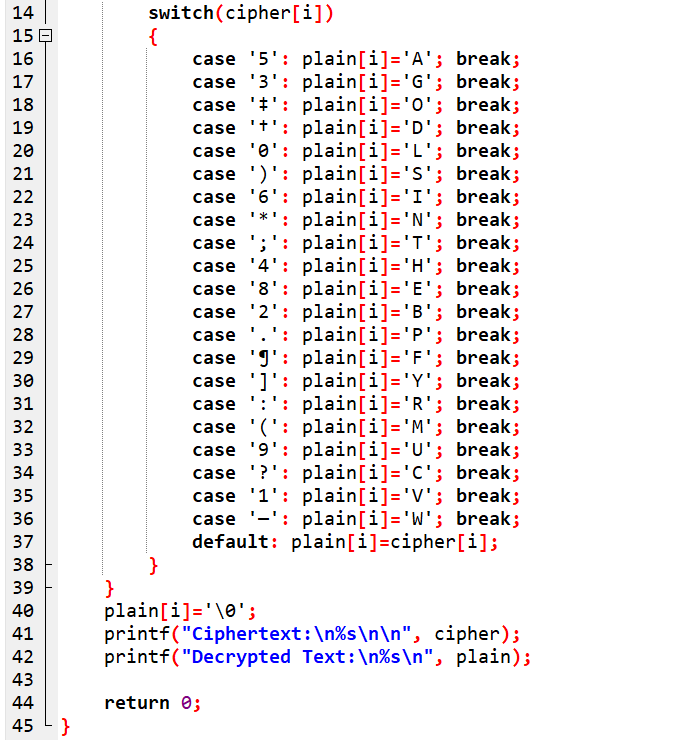 14 switch(cipher[i])
15 {
16 case '5': plain[i]='A'; break;
17 case '3': plain[i]='G'; break;
18 case '‡': plain[i]='O'; break;
19 case '†': plain[i]='D'; break;
20 case '0': plain[i]='L'; break;
21 case ')': plain[i]='S'; break;
22 case '6': plain[i]='I'; break;
23 case '*': plain[i]='N'; break;
24 case ';': plain[i]='T'; break;
25 case '4': plain[i]='H'; break;
26 case '8': plain[i]='E'; break;
27 case '2': plain[i]='B'; break;
28 case '.': plain[i]='P'; break;
29 case '¶': plain[i]='F'; break;
30 case ']': plain[i]='Y'; break;
31 case ':': plain[i]='R'; break;
32 case '(': plain[i]='M'; break;
33 case '9': plain[i]='U'; break;
34 case '?': plain[i]='C'; break;
35 case '1': plain[i]='V'; break;
36 case '—': plain[i]='W'; break;
37 default: plain[i]=cipher[i];
38 }
39 }
40 plain[i]='\0';
41 printf("Ciphertext:\n%s\n\n", cipher);
42 printf("Decrypted Text:\n%s\n", plain);
43
44 return 0;
45 }